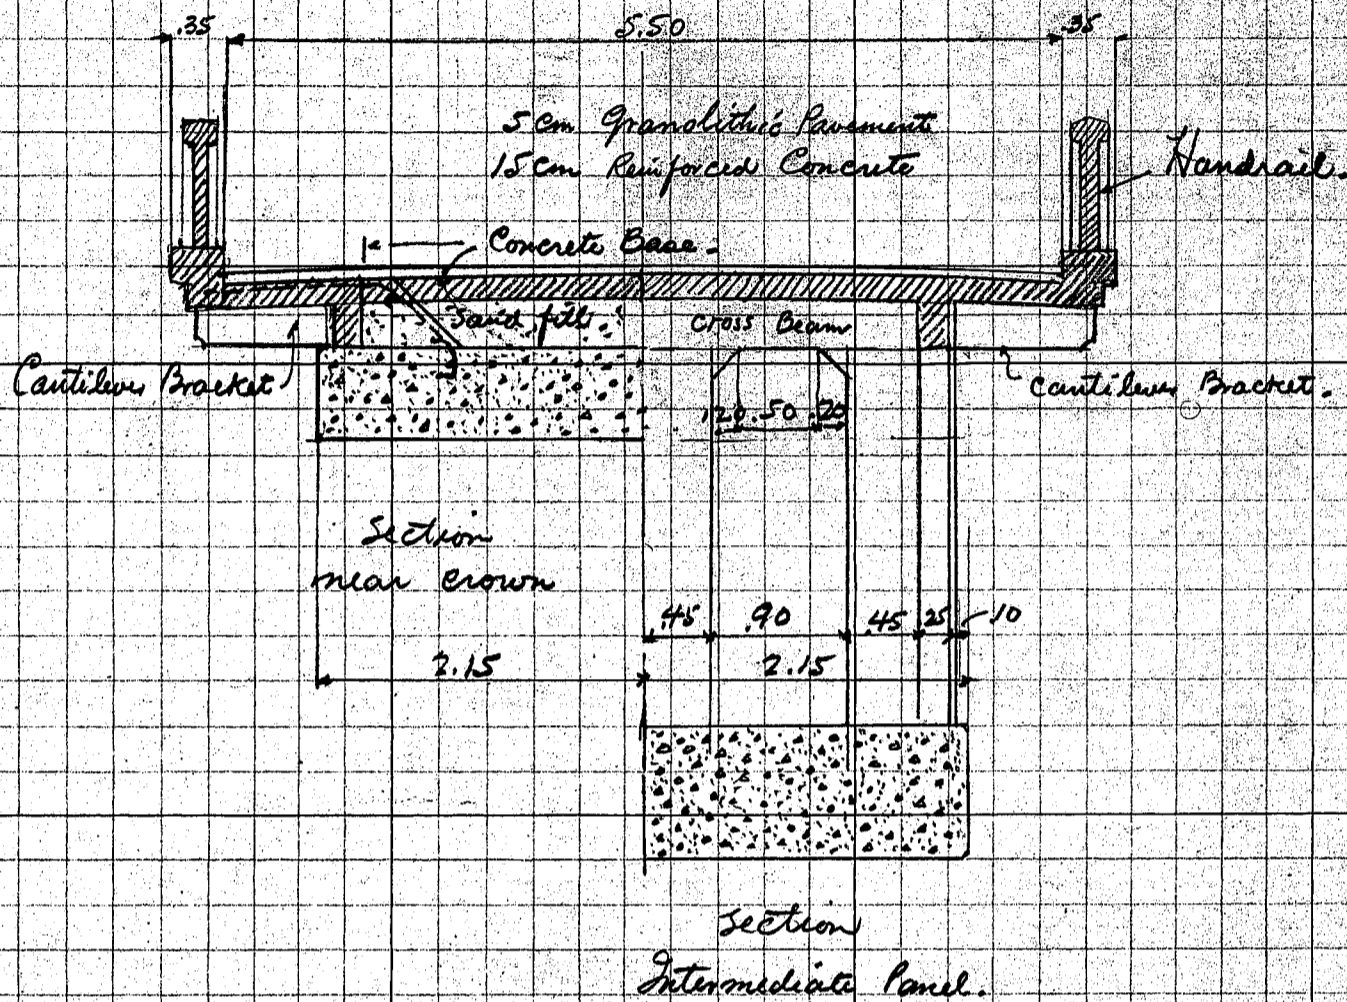 .35 5.50 .35
5 cm Granolithic Pavement
15 cm Reinforced Concrete
Handrail.
Concrete Base.
Sand fill
Cross Beam
Cantilever Bracket
Cantilever Bracket.
.20 .50 .20
Section
near crown
.45 .90 .45 .25 .10
2.15 2.15
Section
Intermediate Panel.